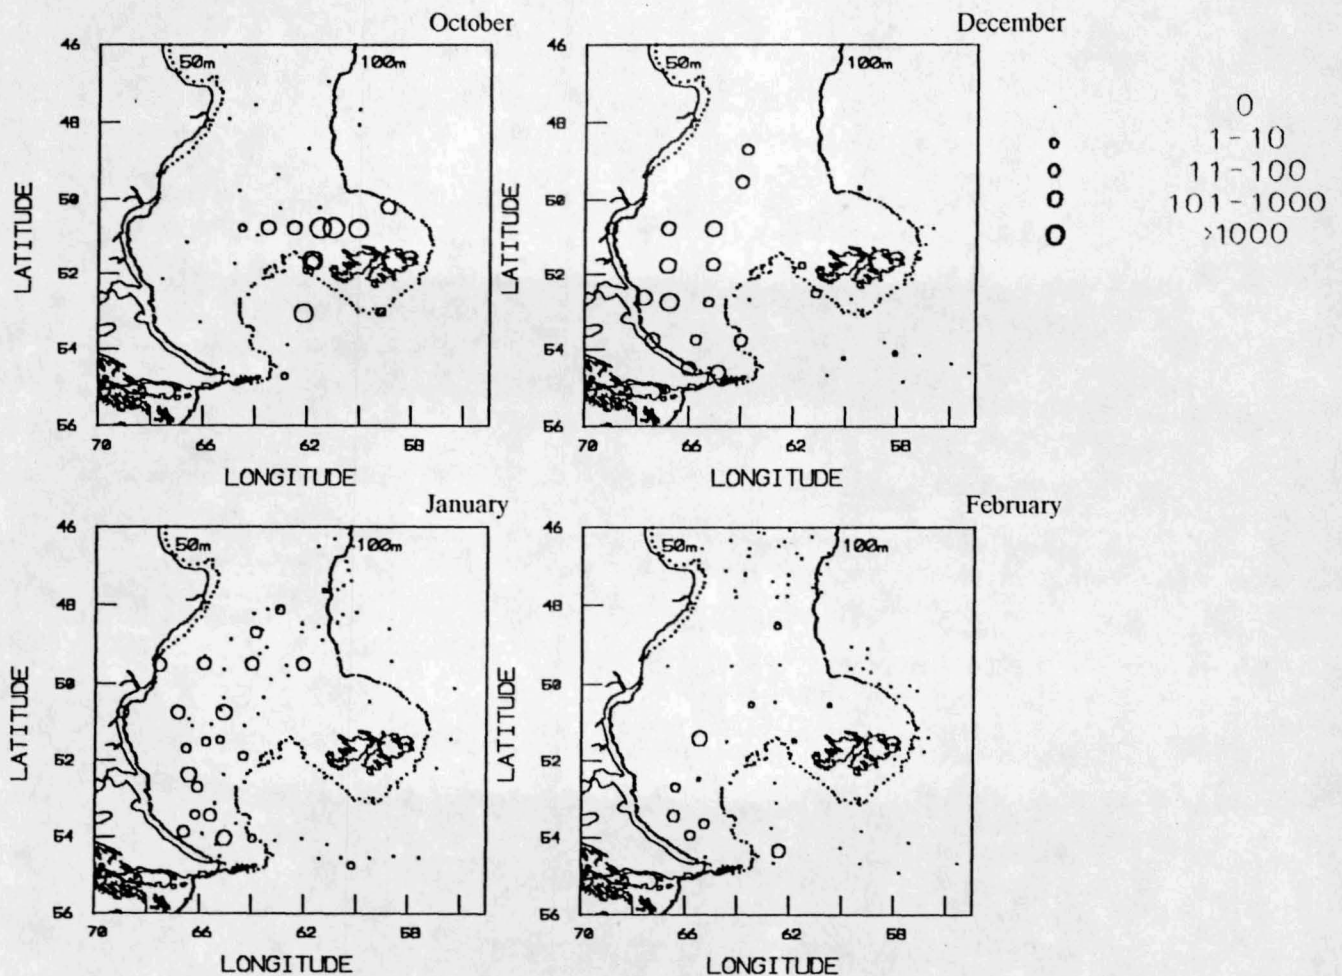 October
December
46
50m
100m
48
50
52
54
56
LATITUDE
70
66
62
58
LONGITUDE
46
50m
100m
48
50
52
54
56
LATITUDE
70
66
62
58
LONGITUDE
0
1-10
11-100
101-1000
>1000
January
February
46
50m
100m
48
50
52
54
56
LATITUDE
70
66
62
58
LONGITUDE
46
50m
100m
48
50
52
54
56
LATITUDE
70
66
62
58
LONGITUDE